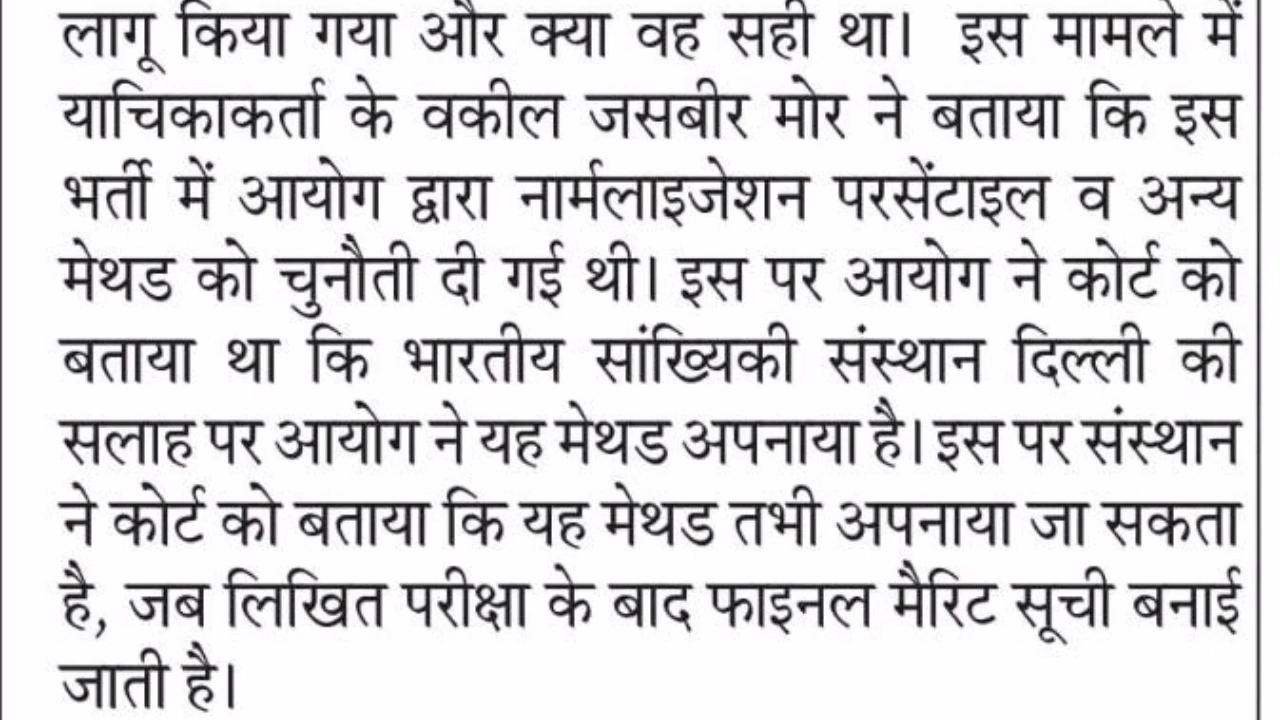 लागू किया गया और क्या वह सही था। इस मामले में
याचिकाकर्ता के वकील जसबीर मोर ने बताया कि इस
भर्ती में आयोग द्वारा नार्मलाइजेशन परसेंटाइल व अन्य
मेथड को चुनौती दी गई थी। इस पर आयोग ने कोर्ट को
बताया था कि भारतीय सांख्यिकी संस्थान दिल्ली की
सलाह पर आयोग ने यह मेथड अपनाया है। इस पर संस्थान
ने कोर्ट को बताया कि यह मेथड तभी अपनाया जा सकता
है, जब लिखित परीक्षा के बाद फाइनल मैरिट सूची बनाई
जाती है।